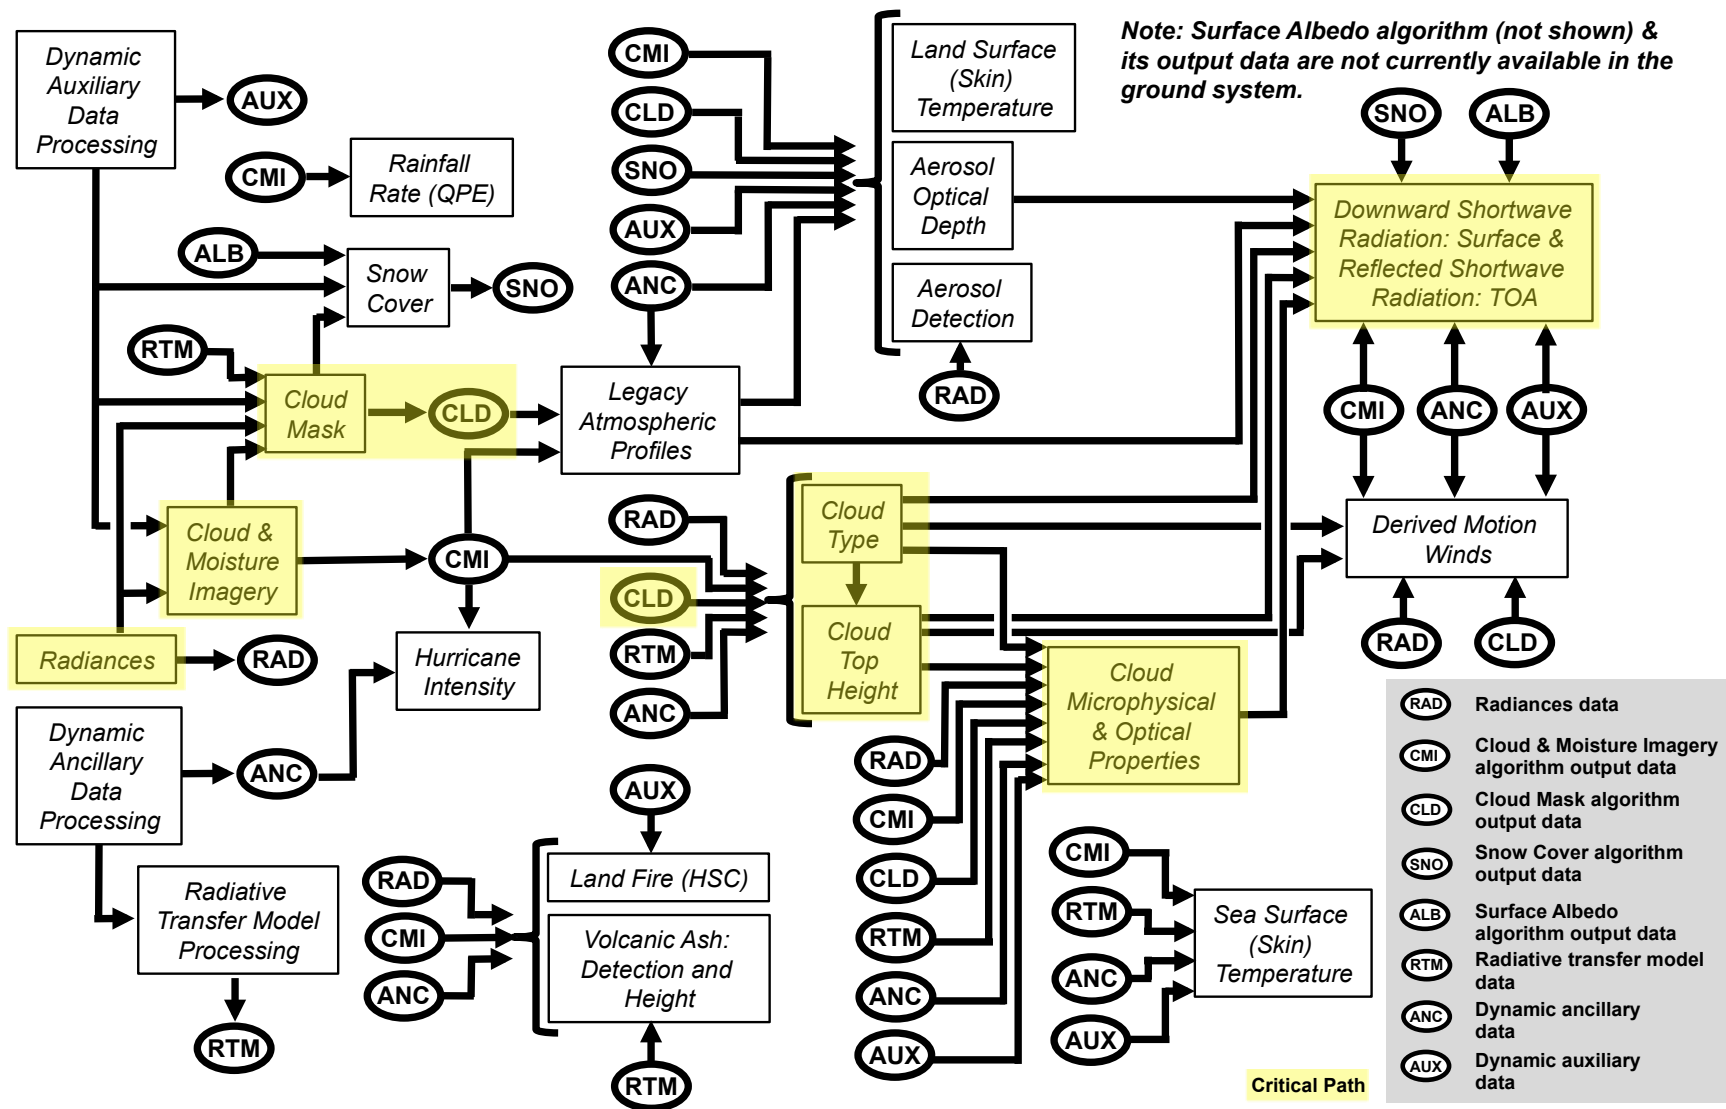 Note: Surface Albedo algorithm (not shown) &
its output data are not currently available in the
ground system.
Dynamic
Auxiliary
Data
Processing
AUX
CMI
Rainfall
Rate (QPE)
ALB
Snow
Cover
SNO
RTM
Cloud
Mask
CLD
Cloud &
Moisture
Imagery
CMI
Radiances
RAD
Hurricane
Intensity
Dynamic
Ancillary
Data
Processing
ANC
Radiative
Transfer Model
Processing
RTM
CMI
CLD
SNO
AUX
ANC
Legacy
Atmospheric
Profiles
Land Surface
(Skin)
Temperature
Aerosol
Optical
Depth
Aerosol
Detection
RAD
RAD
CLD
RTM
ANC
Cloud
Type
Cloud
Top
Height
AUX
RAD
CMI
ANC
Land Fire (HSC)
Volcanic Ash:
Detection and
Height
RTM
RAD
CMI
CLD
RTM
ANC
AUX
Cloud
Microphysical
& Optical
Properties
CMI
RTM
ANC
AUX
Sea Surface
(Skin)
Temperature
SNO
ALB
Downward Shortwave
Radiation: Surface &
Reflected Shortwave
Radiation: TOA
CMI
ANC
AUX
Derived Motion
Winds
RAD
CLD
RAD Radiances data
CMI Cloud & Moisture Imagery
algorithm output data
CLD Cloud Mask algorithm
output data
SNO Snow Cover algorithm
output data
ALB Surface Albedo
algorithm output data
RTM Radiative transfer model
data
ANC Dynamic ancillary
data
AUX Dynamic auxiliary
data
Critical Path